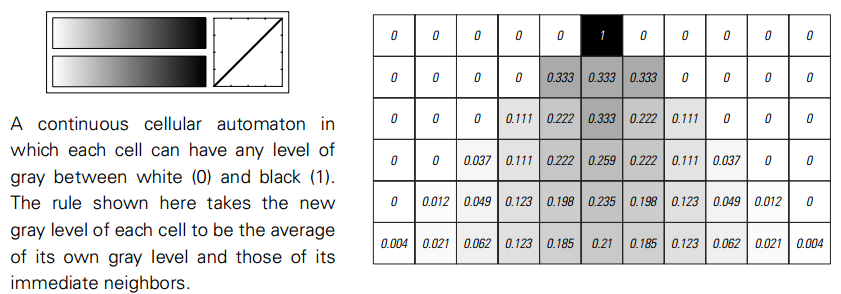 A continuous cellular automaton in
which each cell can have any level of
gray between white (0) and black (1).
The rule shown here takes the new
gray level of each cell to be the average
of its own gray level and those of its
immediate neighbors.
0 0 0 0 0 1 0 0 0 0 0
0 0 0 0 0.333 0.333 0.333 0 0 0 0
0 0 0 0.111 0.222 0.333 0.222 0.111 0 0 0
0 0 0.037 0.111 0.222 0.259 0.222 0.111 0.037 0 0
0 0.012 0.049 0.123 0.198 0.235 0.198 0.123 0.049 0.012 0
0.004 0.021 0.062 0.123 0.185 0.21 0.185 0.123 0.062 0.021 0.004